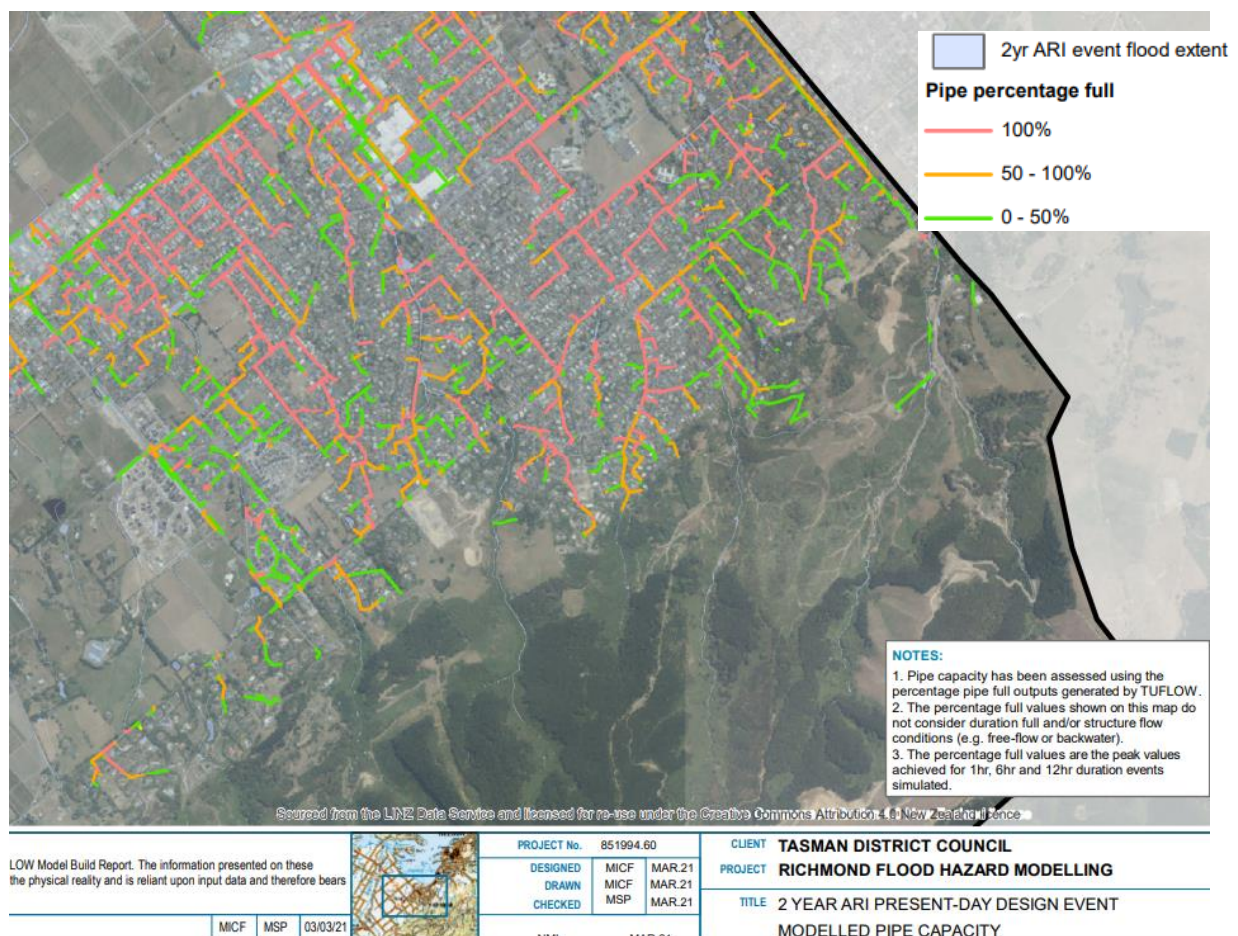 2yr ARI event flood extent
Pipe percentage full
100%
50 - 100%
0 - 50%
NOTES:
1. Pipe capacity has been assessed using the
percentage pipe full outputs generated by TUFLOW.
2. The percentage full values shown on this map do
not consider duration full and/or structure flow
conditions (e.g. free-flow or backwater).
3. The percentage full values are the peak values
achieved for 1hr, 6hr and 12hr duration events
simulated.
Sourced from the LINZ Data Service and licensed for re-use under the Creative Commons Attribution 4.0 New Zealand licence
LOW Model Build Report. The information presented on these
the physical reality and is reliant upon input data and therefore bears
MICF MSP 03/03/21
PROJECT No. 851994.60
DESIGNED MICF MAR.21
DRAWN MICF MAR.21
CHECKED MSP MAR.21
CLIENT TASMAN DISTRICT COUNCIL
PROJECT RICHMOND FLOOD HAZARD MODELLING
TITLE 2 YEAR ARI PRESENT-DAY DESIGN EVENT
MODELLED PIPE CAPACITY